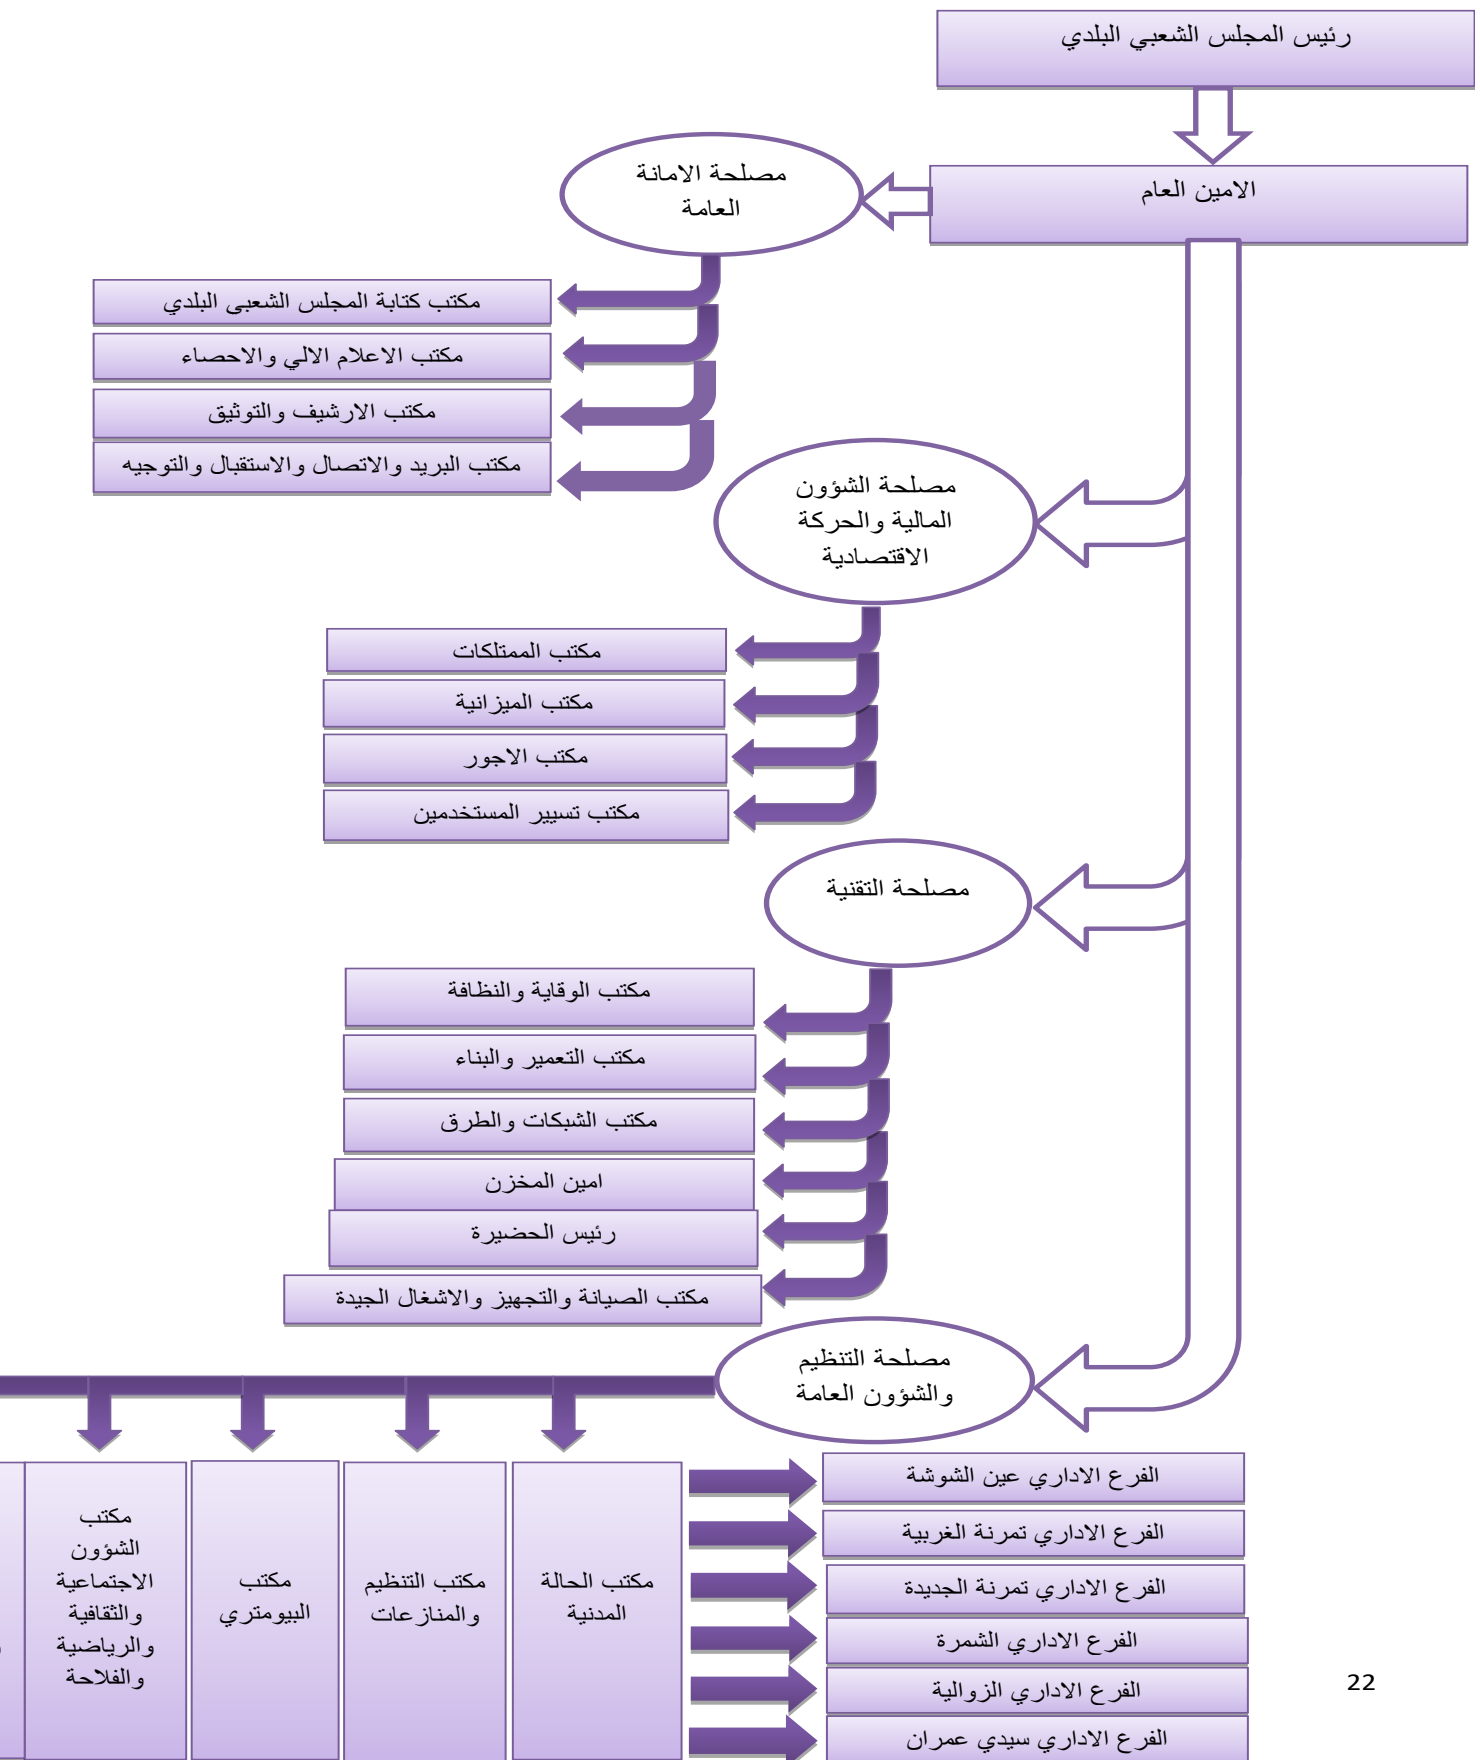 رئيس المجلس الشعبي البلدي
الامين العام
مصلحة الامانة
العامة
مكتب كتابة المجلس الشعبى البلدي
مكتب الاعلام الالي والاحصاء
مكتب الارشيف والتوثيق
مكتب البريد والاتصال والاستقبال والتوجيه
مصلحة الشؤون
المالية والحركة
الاقتصادية
مكتب الممتلكات
مكتب الميزانية
مكتب الاجور
مكتب تسيير المستخدمين
مصلحة التقنية
مكتب الوقاية والنظافة
مكتب التعمير والبناء
مكتب الشبكات والطرق
امين المخزن
رئيس الحضيرة
مكتب الصيانة والتجهيز والاشغال الجيدة
مصلحة التنظيم
والشؤون العامة
الفرع الاداري عين الشوشة
الفرع الاداري تمرنة الغربية
الفرع الاداري تمرنة الجديدة
الفرع الاداري الشمرة
الفرع الاداري الزوالية
الفرع الاداري سيدي عمران
مكتب الحالة
المدنية
مكتب التنظيم
والمنازعات
مكتب
البيومتري
مكتب
الشؤون
الاجتماعية
والثقافية
والرياضية
والفلاحة
22